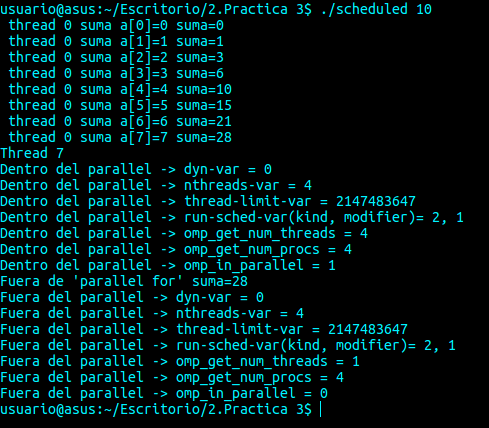 usuario@asus:~/Escritorio/2.Practica 3$ ./scheduled 10
 thread 0 suma a[0]=0 suma=0
 thread 0 suma a[1]=1 suma=1
 thread 0 suma a[2]=2 suma=3
 thread 0 suma a[3]=3 suma=6
 thread 0 suma a[4]=4 suma=10
 thread 0 suma a[5]=5 suma=15
 thread 0 suma a[6]=6 suma=21
 thread 0 suma a[7]=7 suma=28
Thread 7
Dentro del parallel -> dyn-var = 0
Dentro del parallel -> nthreads-var = 4
Dentro del parallel -> thread-limit-var = 2147483647
Dentro del parallel -> run-sched-var(kind, modifier)= 2, 1
Dentro del parallel -> omp_get_num_threads = 4
Dentro del parallel -> omp_get_num_procs = 4
Dentro del parallel -> omp_in_parallel = 1
Fuera de 'parallel for' suma=28
Fuera del parallel -> dyn-var = 0
Fuera del parallel -> nthreads-var = 4
Fuera del parallel -> thread-limit-var = 2147483647
Fuera del parallel -> run-sched-var(kind, modifier)= 2, 1
Fuera del parallel -> omp_get_num_threads = 1
Fuera del parallel -> omp_get_num_procs = 4
Fuera del parallel -> omp_in_parallel = 0
usuario@asus:~/Escritorio/2.Practica 3$